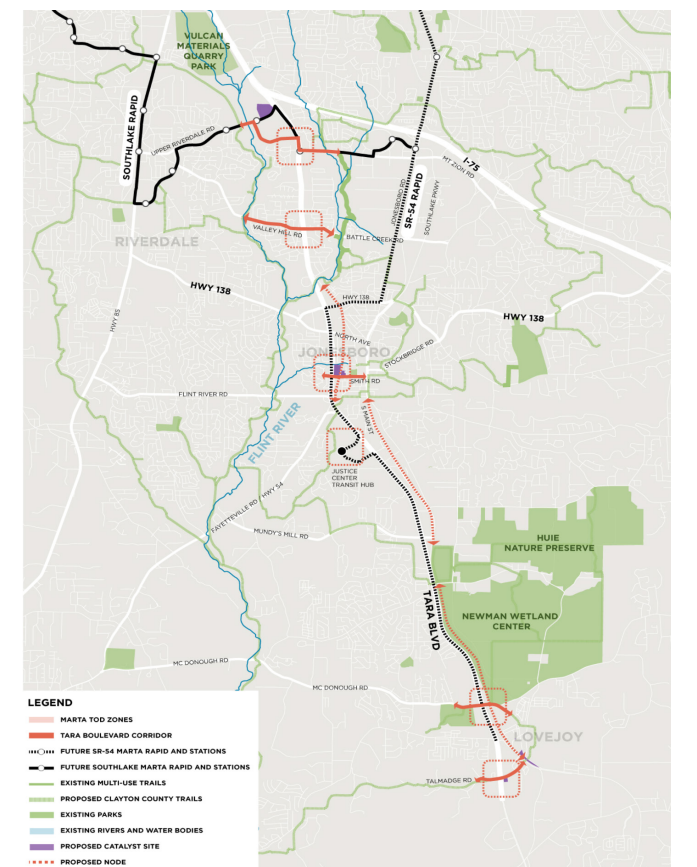 VULCAN
MATERIALS
QUARRY
PARK
SOUTHLAKE RAPID
UPPER RIVERDALE RD
I-75
MT ZION RD
JONESBORO RD
SR-54 RAPID
SOUTHLAKE PKWY
RIVERDALE
VALLEY HILL RD
BATTLE CREEK RD
HWY 138
HWY 138
HWY 138
HWY 85
NORTH AVE
JONESBORO
STOCKBRIDGE RD
SMITH RD
FLINT RIVER RD
S MAIN ST
FLINT RIVER
JUSTICE
CENTER
TRANSIT HUB
FAYETTEVILLE RD / HWY 54
MUNDY'S MILL RD
HUIE
NATURE PRESERVE
TARA BLVD
NEWMAN WETLAND
CENTER
MC DONOUGH RD
MC DONOUGH RD
LOVEJOY
TALMADGE RD
LEGEND
MARTA TOD ZONES
TARA BOULEVARD CORRIDOR
FUTURE SR-54 MARTA RAPID AND STATIONS
FUTURE SOUTHLAKE MARTA RAPID AND STATIONS
EXISTING MULTI-USE TRAILS
PROPOSED CLAYTON COUNTY TRAILS
EXISTING PARKS
EXISTING RIVERS AND WATER BODIES
PROPOSED CATALYST SITE
PROPOSED NODE